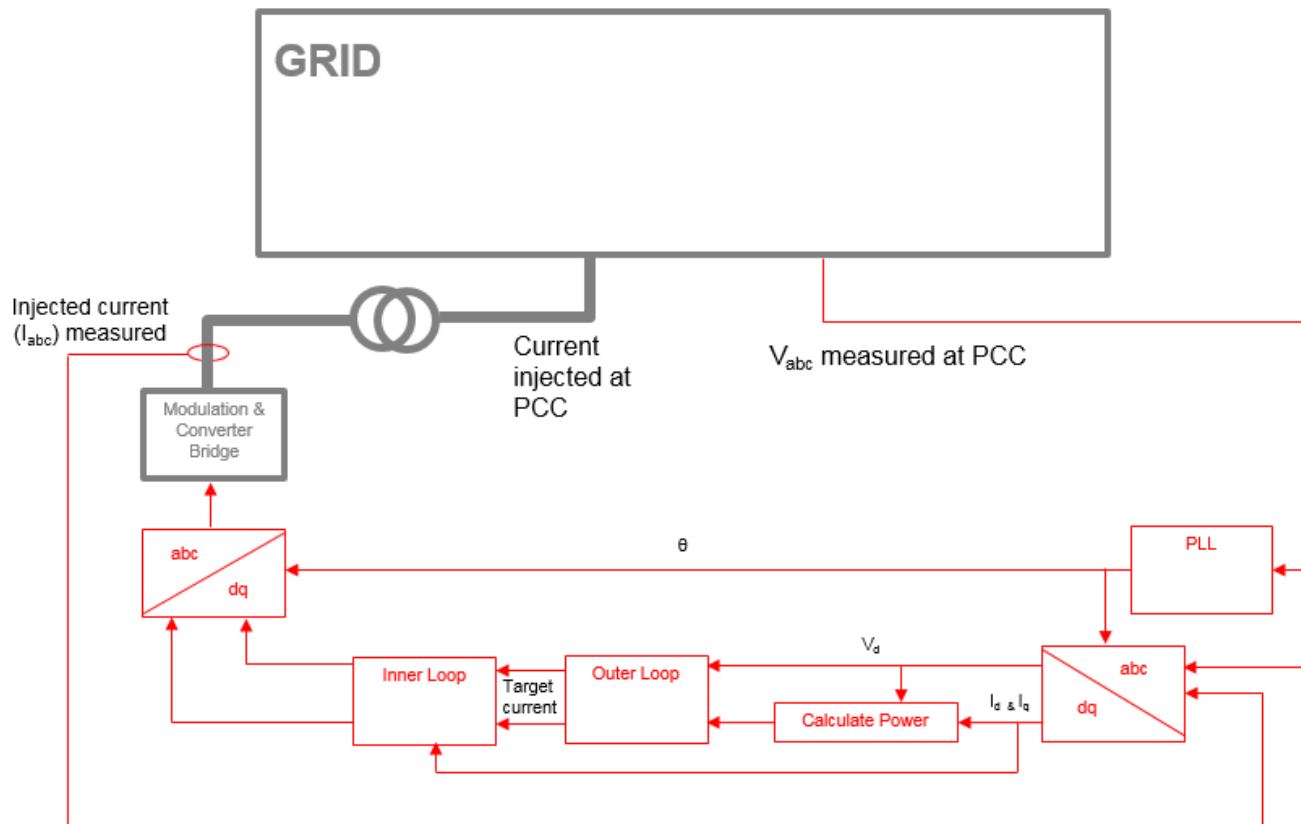 GRID
Injected current
(Iabc) measured
Current
injected at
PCC
Vabc measured at PCC
Modulation &
Converter
Bridge
abc
dq
θ
PLL
Inner Loop
Target
current
Outer Loop
Vd
Calculate Power
Id & Iq
abc
dq